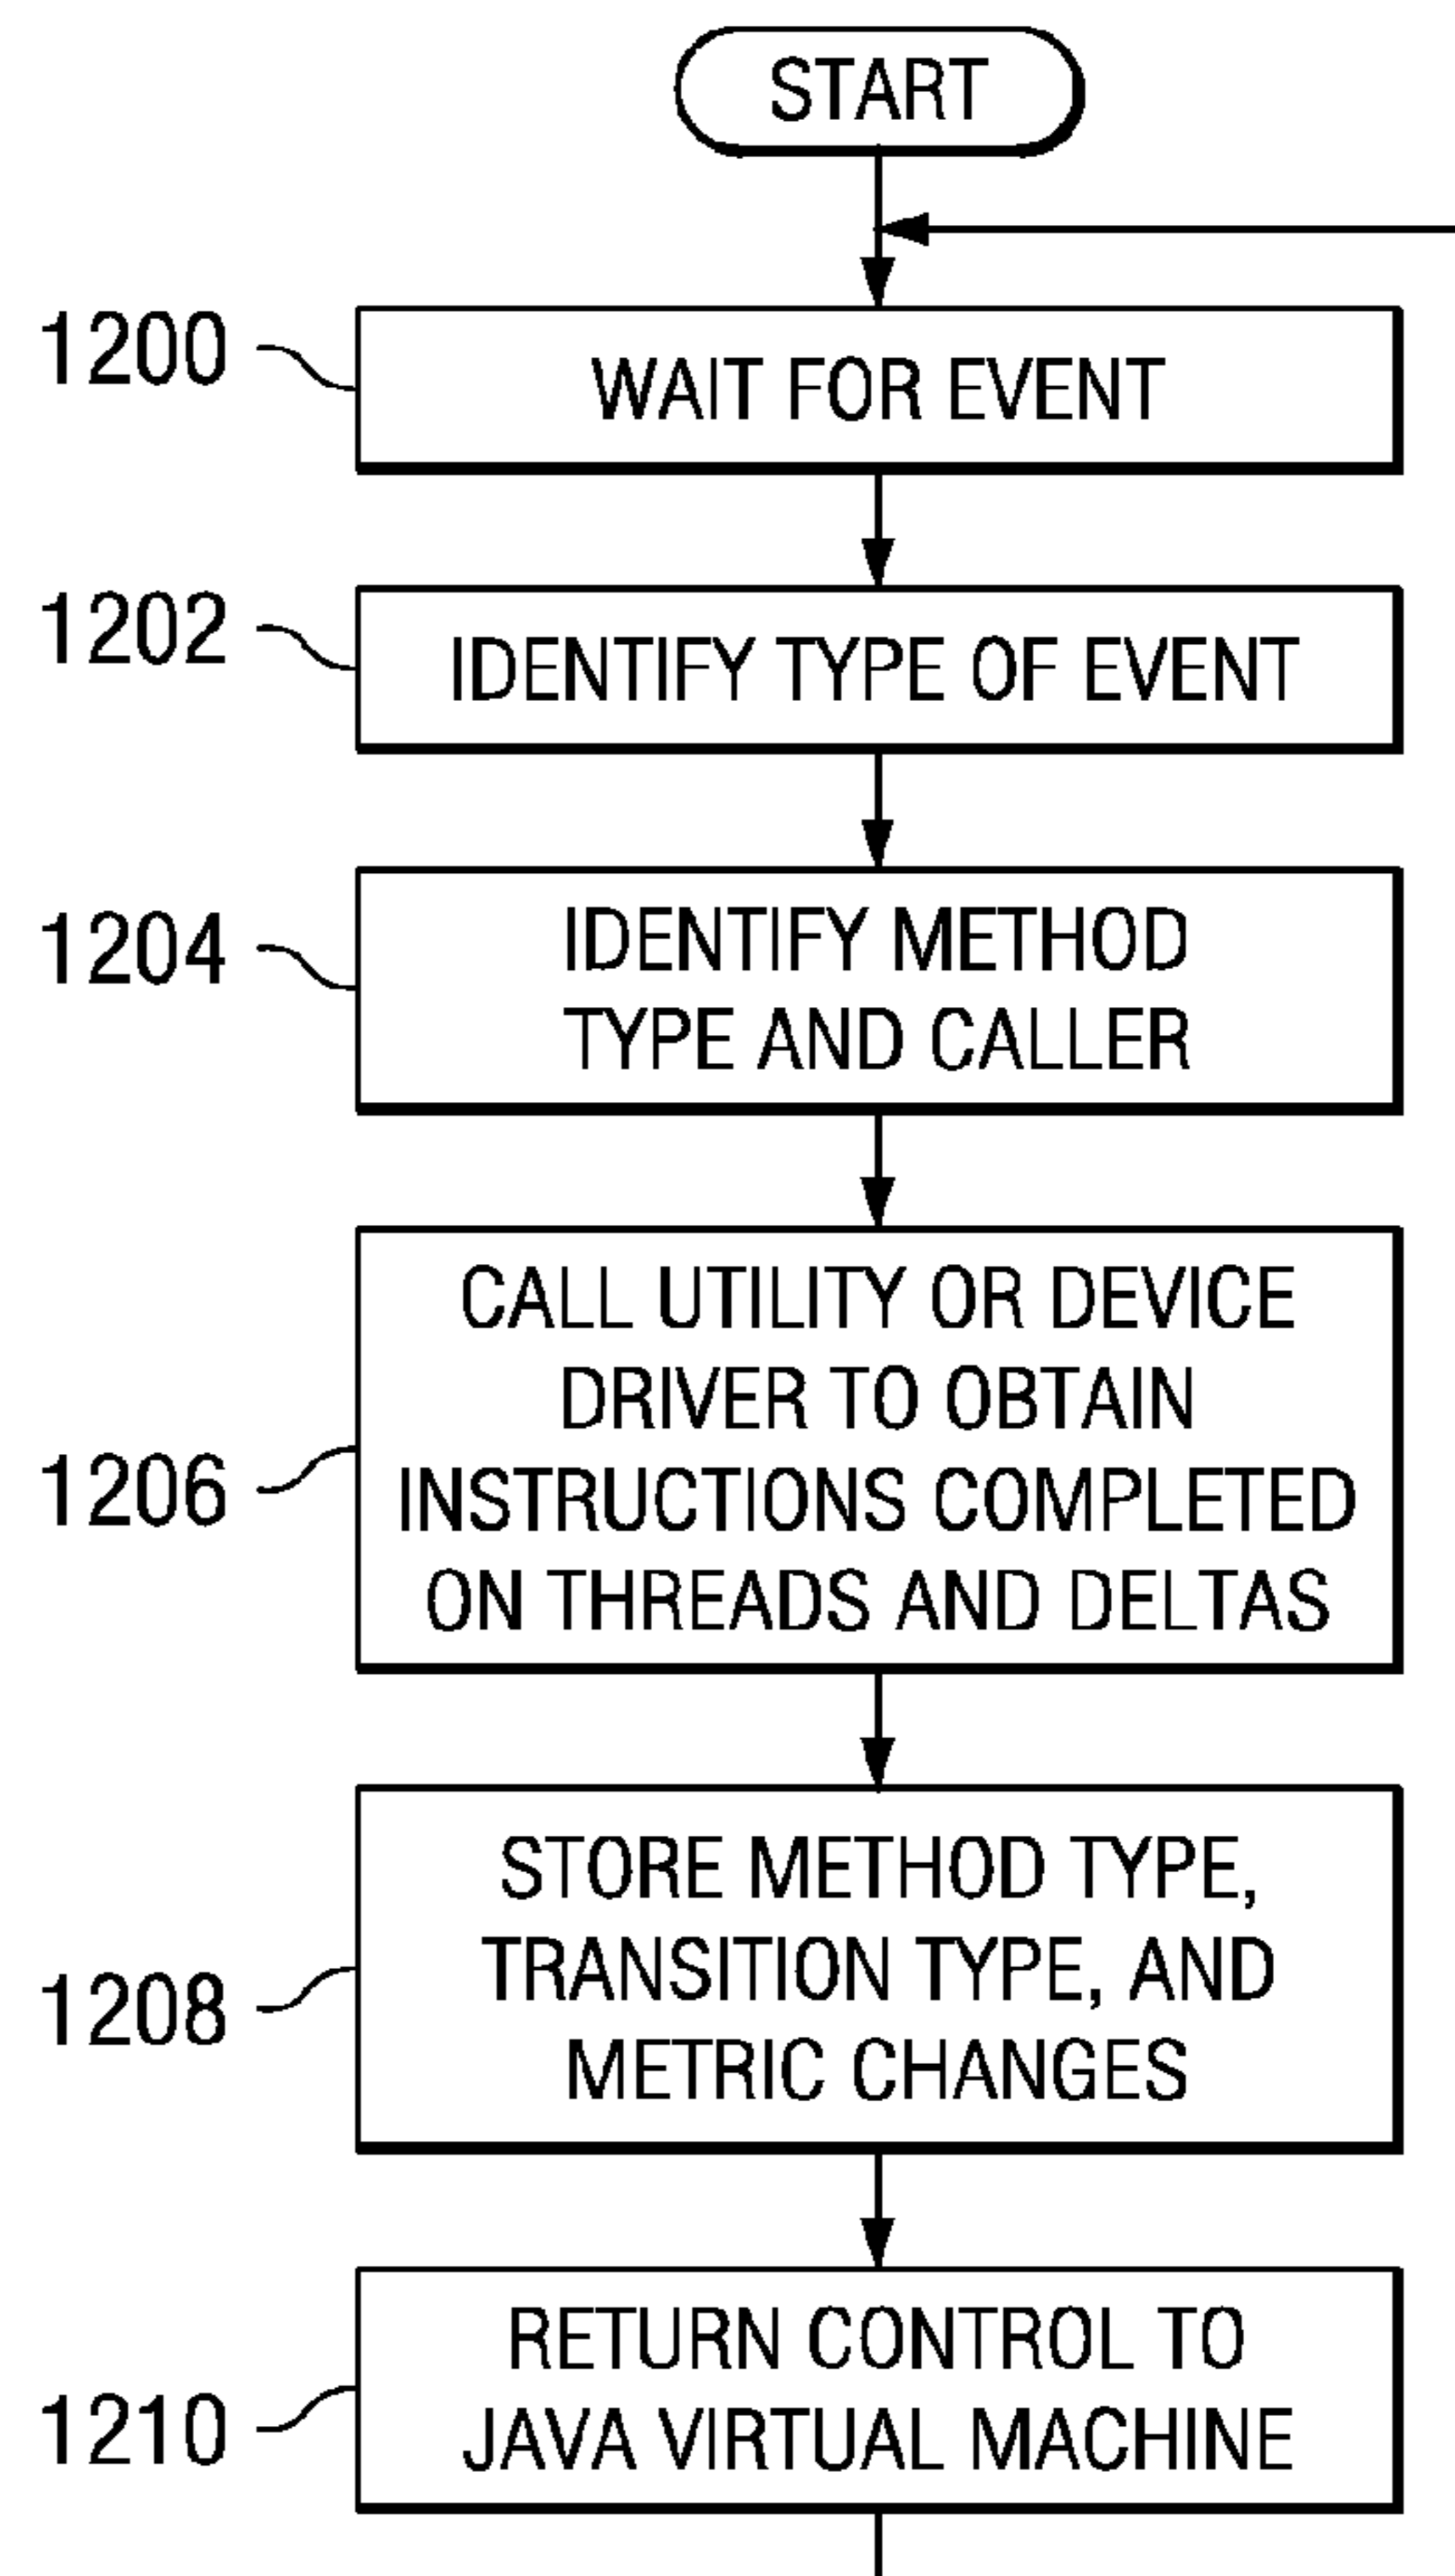 START
1200
WAIT FOR EVENT
1202
IDENTIFY TYPE OF EVENT
1204
IDENTIFY METHOD
TYPE AND CALLER
1206
CALL UTILITY OR DEVICE
DRIVER TO OBTAIN
INSTRUCTIONS COMPLETED
ON THREADS AND DELTAS
1208
STORE METHOD TYPE,
TRANSITION TYPE, AND
METRIC CHANGES
1210
RETURN CONTROL TO
JAVA VIRTUAL MACHINE